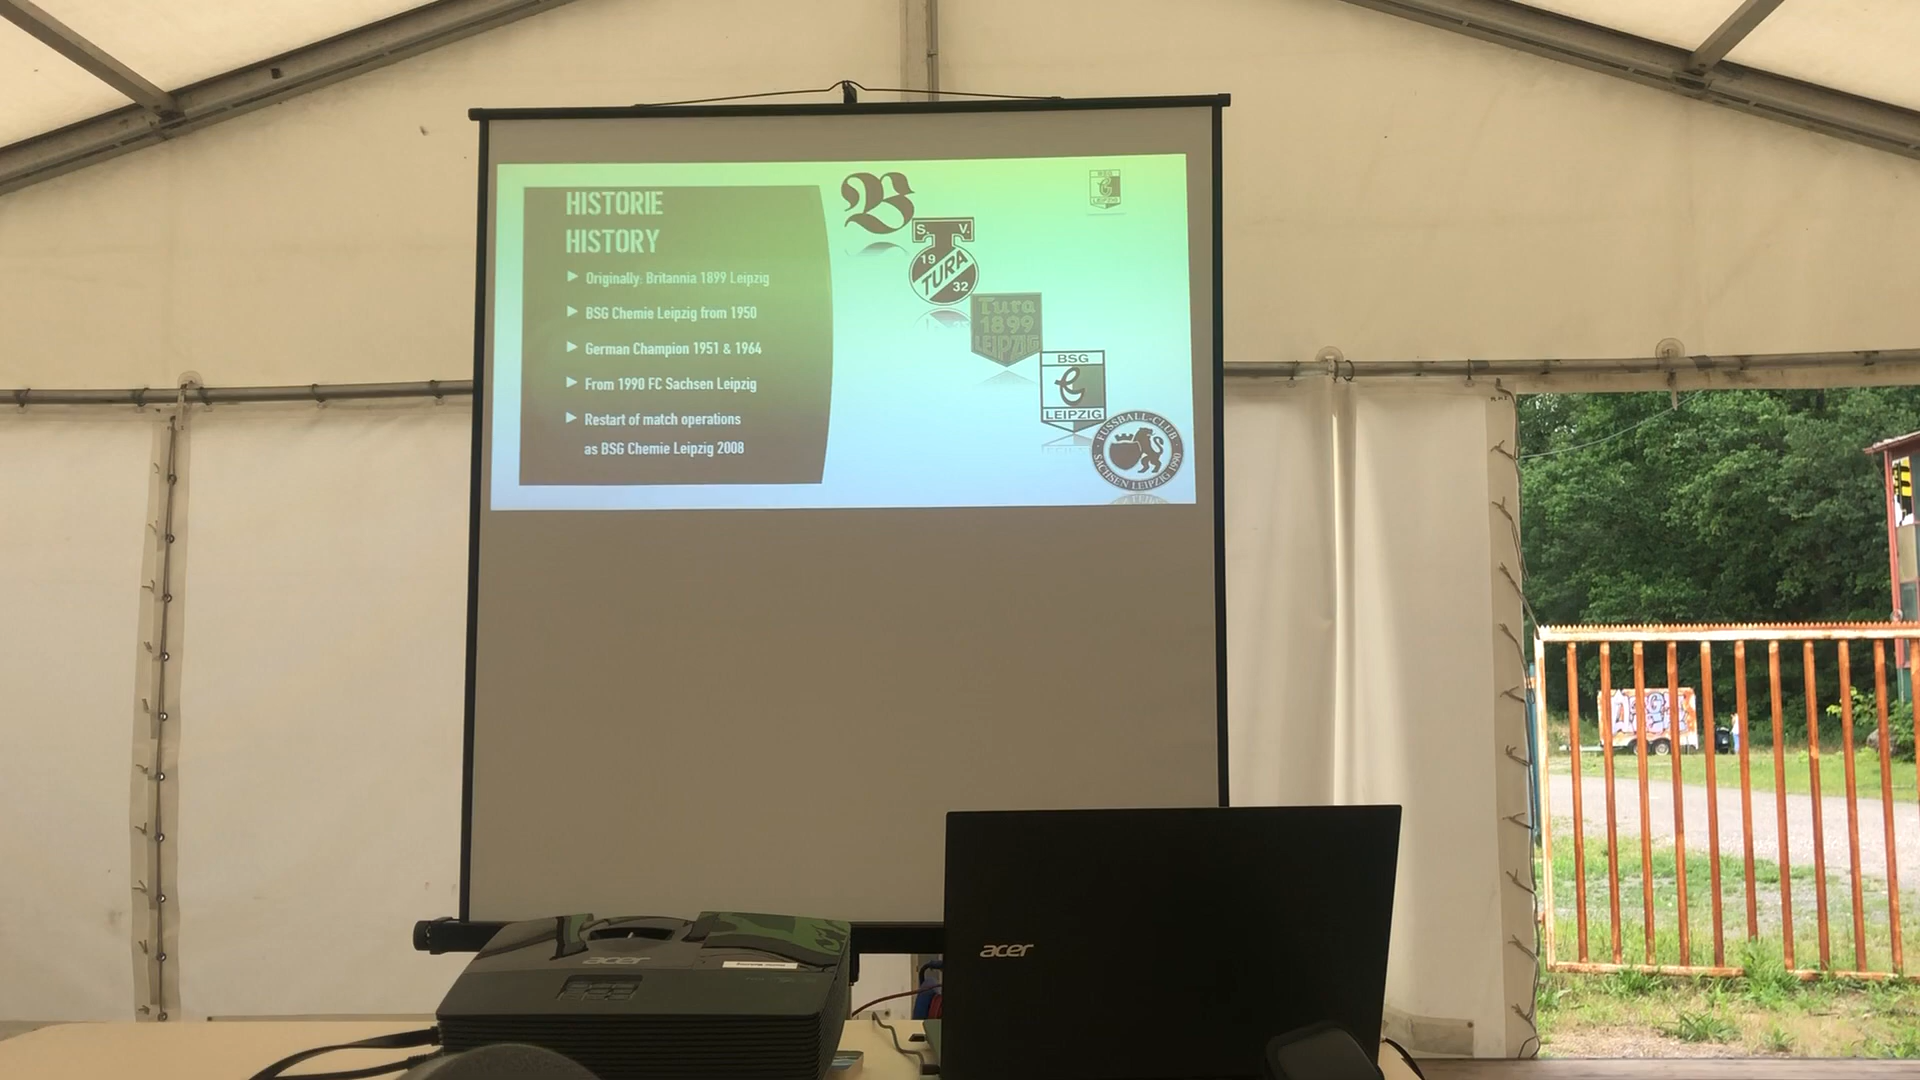 HISTORIE
HISTORY
Originally: Britannia 1899 Leipzig
BSG Chemie Leipzig from 1950
German Champion 1951 & 1964
From 1990 FC Sachsen Leipzig
Restart of match operations
as BSG Chemie Leipzig 2008
B
S. V.
19
TURA
32
Tura
1899
LEIPZIG
BSG
LEIPZIG
FUSSBALL-CLUB
SACHSEN LEIPZIG 1990
BSG
LEIPZIG
acer
acer